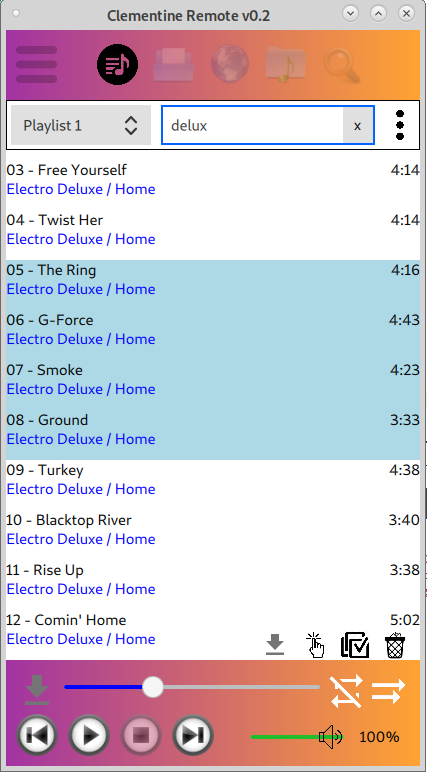 Clementine Remote v0.2
Playlist 1
delux
x
03 - Free Yourself 4:14
Electro Deluxe / Home
04 - Twist Her 4:14
Electro Deluxe / Home
05 - The Ring 4:16
Electro Deluxe / Home
06 - G-Force 4:43
Electro Deluxe / Home
07 - Smoke 4:23
Electro Deluxe / Home
08 - Ground 3:33
Electro Deluxe / Home
09 - Turkey 4:38
Electro Deluxe / Home
10 - Blacktop River 3:40
Electro Deluxe / Home
11 - Rise Up 3:38
Electro Deluxe / Home
12 - Comin' Home 5:02
Electro Deluxe / Home
100%